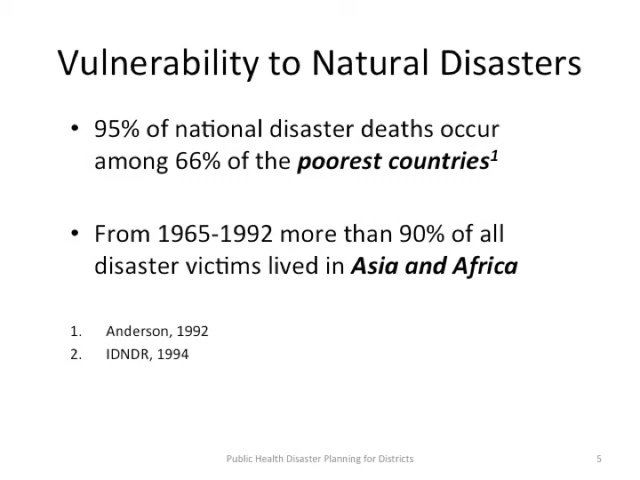 Vulnerability to Natural Disasters
• 95% of national disaster deaths occur
among 66% of the poorest countries¹
• From 1965-1992 more than 90% of all
disaster victims lived in Asia and Africa
1. Anderson, 1992
2. IDNDR, 1994
Public Health Disaster Planning for Districts 5